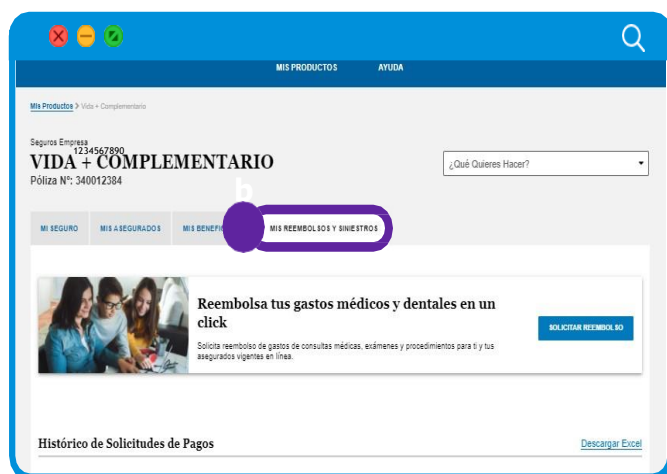 MIS PRODUCTOS AYUDA
Mis Productos > Vida + Complementario
Seguros Empresa
1234567890
VIDA + COMPLEMENTARIO
¿Qué Quieres Hacer?
Póliza Nº: 340012384
b
MI SEGURO MIS ASEGURADOS MIS BENEFIC MIS REEMBOLSOS Y SINIESTROS
Reembolsa tus gastos médicos y dentales en un
click
SOLICITAR REEMBOLSO
Solicita reembolso de gastos de consultas médicas, exámenes y procedimientos para ti y tus
asegurados vigentes en línea.
Histórico de Solicitudes de Pagos Descargar Excel